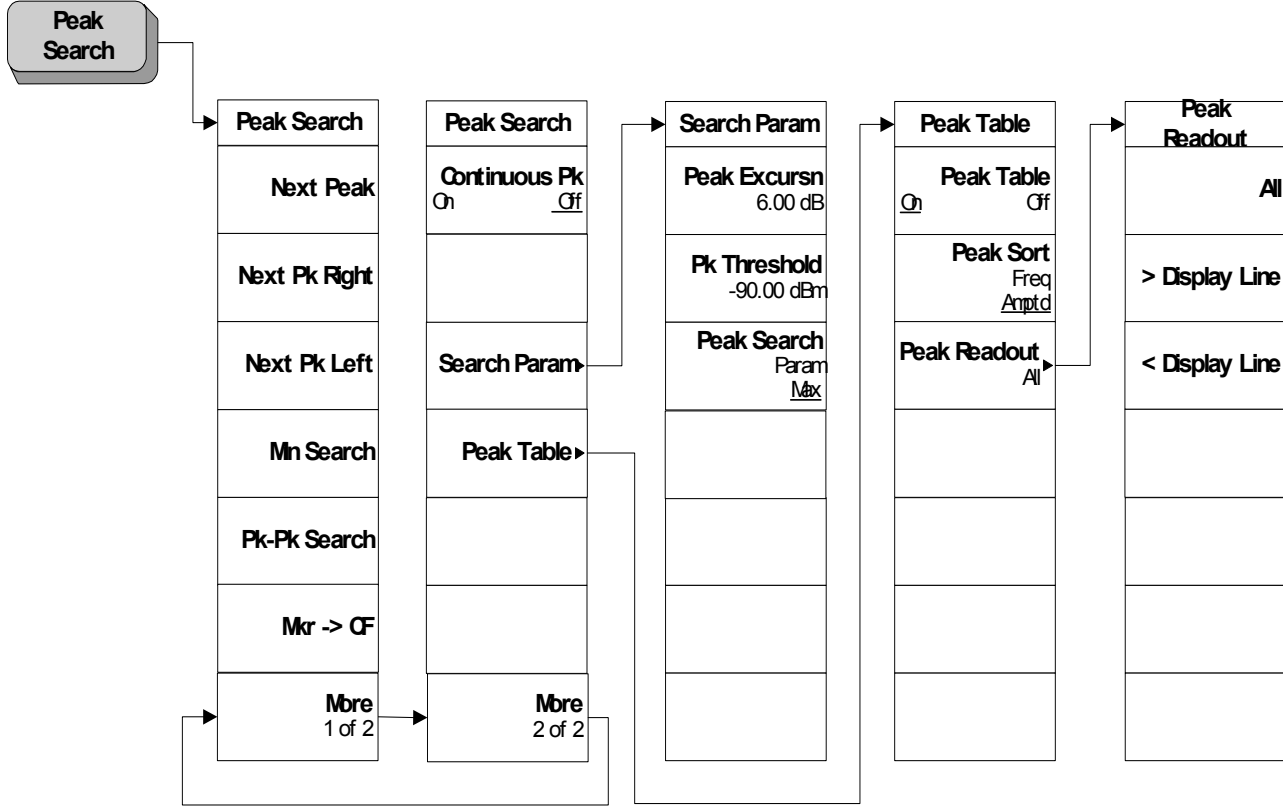 Peak
Search
Peak Search
Next Peak
Next Pk Right
Next Pk Left
Min Search
Pk-Pk Search
Mkr -> CF
More
1 of 2
Peak Search
Continuous Pk
On Off
Search Param
Peak Table
More
2 of 2
Search Param
Peak Excursn
6.00 dB
Pk Threshold
-90.00 dBm
Peak Search
Param
Max
Peak Table
Peak Table
On Off
Peak Sort
Freq
Amptd
Peak Readout
All
Peak
Readout
All
> Display Line
< Display Line